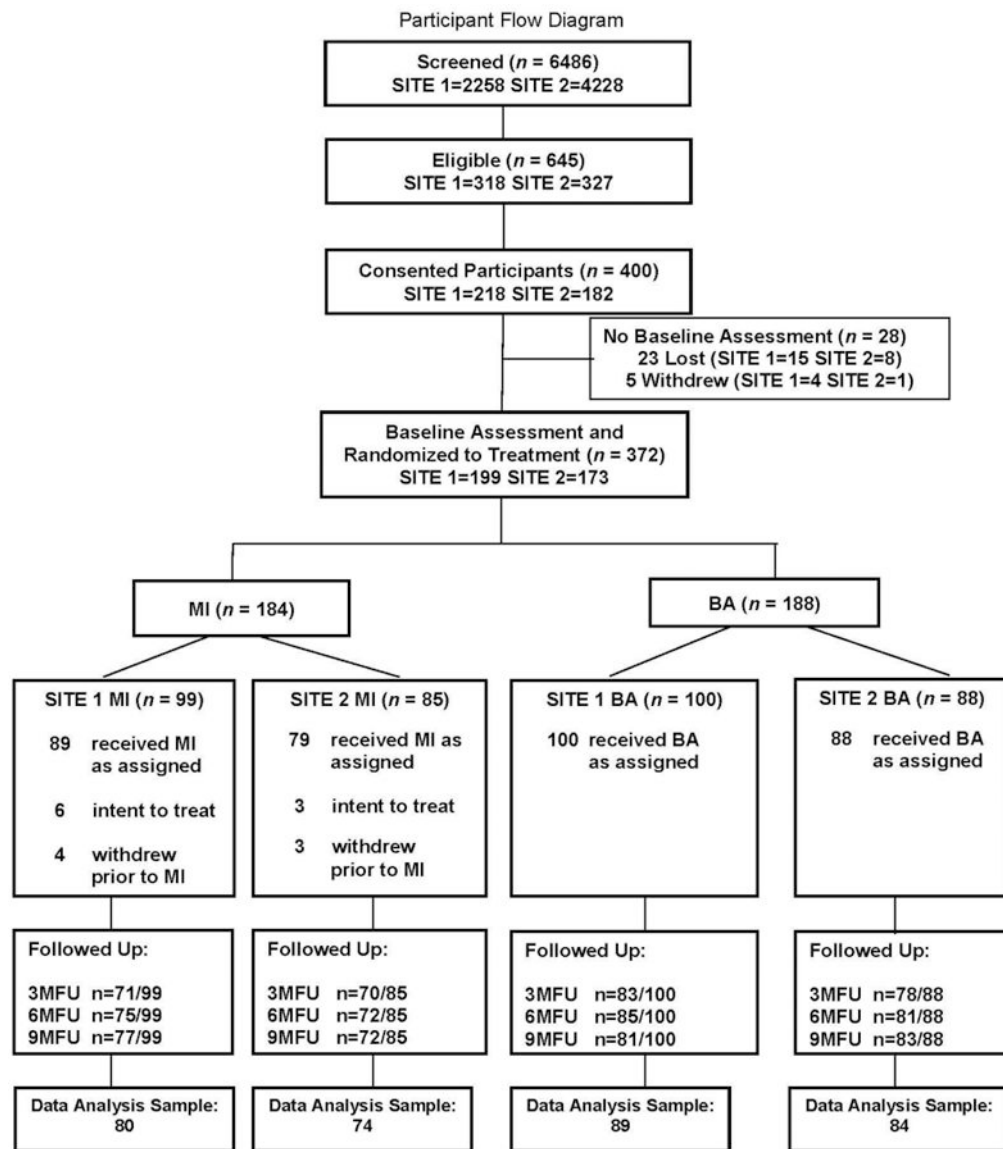 Participant Flow Diagram
Screened (n = 6486)
SITE 1=2258 SITE 2=4228
Eligible (n = 645)
SITE 1=318 SITE 2=327
Consented Participants (n = 400)
SITE 1=218 SITE 2=182
No Baseline Assessment (n = 28)
23 Lost (SITE 1=15 SITE 2=8)
5 Withdrew (SITE 1=4 SITE 2=1)
Baseline Assessment and
Randomized to Treatment (n = 372)
SITE 1=199 SITE 2=173
MI (n = 184)
BA (n = 188)
SITE 1 MI (n = 99)
89 received MI
as assigned
6 intent to treat
4 withdrew
prior to MI
SITE 2 MI (n = 85)
79 received MI as
assigned
3 intent to treat
3 withdrew
prior to MI
SITE 1 BA (n = 100)
100 received BA
as assigned
SITE 2 BA (n = 88)
88 received BA
as assigned
Followed Up:
3MFU n=71/99
6MFU n=75/99
9MFU n=77/99
Followed Up:
3MFU n=70/85
6MFU n=72/85
9MFU n=72/85
Followed Up:
3MFU n=83/100
6MFU n=85/100
9MFU n=81/100
Followed Up:
3MFU n=78/88
6MFU n=81/88
9MFU n=83/88
Data Analysis Sample:
80
Data Analysis Sample:
74
Data Analysis Sample:
89
Data Analysis Sample:
84